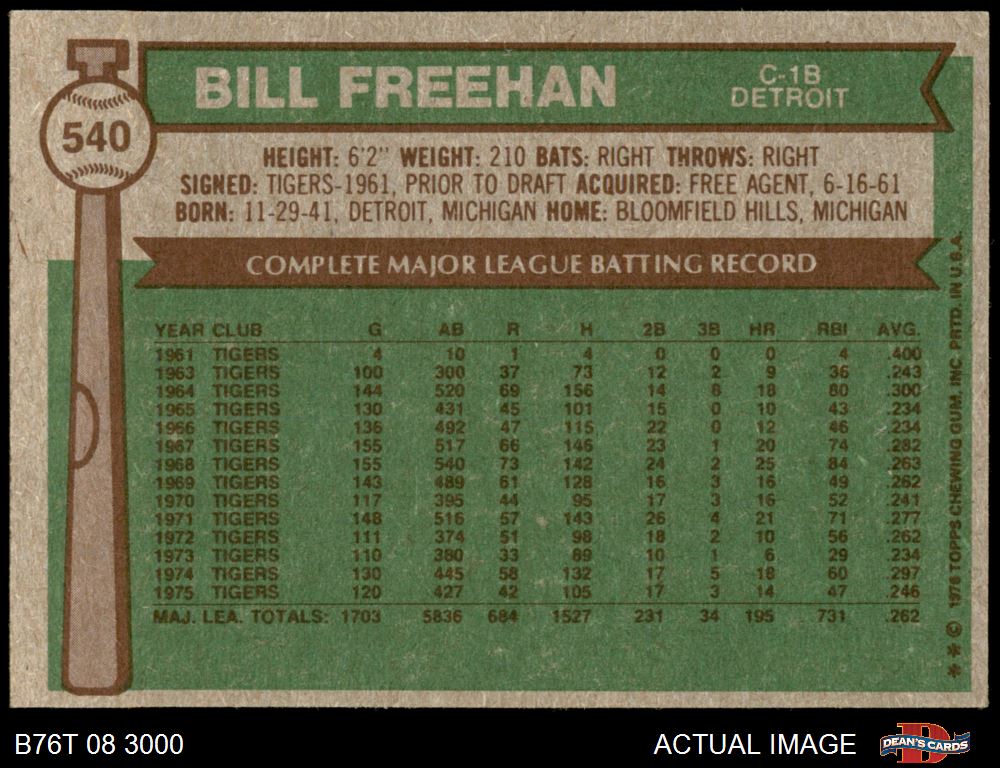 BILL FREEHAN
C-1B
DETROIT
540
HEIGHT: 6'2" WEIGHT: 210 BATS: RIGHT THROWS: RIGHT
SIGNED: TIGERS-1961, PRIOR TO DRAFT ACQUIRED: FREE AGENT, 6-16-61
BORN: 11-29-41, DETROIT, MICHIGAN HOME: BLOOMFIELD HILLS, MICHIGAN
COMPLETE MAJOR LEAGUE BATTING RECORD
YEAR CLUB G AB R H 2B 3B HR RBI AVG.
1961 TIGERS 4 10 1 4 0 0 0 4 .400
1963 TIGERS 100 300 37 73 12 2 9 36 .243
1964 TIGERS 144 520 69 156 14 8 18 80 .300
1965 TIGERS 130 431 45 101 15 0 10 43 .234
1966 TIGERS 136 492 47 115 22 0 12 46 .234
1967 TIGERS 155 517 66 146 23 1 20 74 .282
1968 TIGERS 155 540 73 142 24 2 25 84 .263
1969 TIGERS 143 489 61 128 16 3 16 49 .262
1970 TIGERS 117 395 44 95 17 3 16 52 .241
1971 TIGERS 148 516 57 143 26 4 21 71 .277
1972 TIGERS 111 374 51 98 18 2 10 56 .262
1973 TIGERS 110 380 33 89 10 1 6 29 .234
1974 TIGERS 130 445 58 132 17 5 18 60 .297
1975 TIGERS 120 427 42 105 17 3 14 47 .246
MAJ. LEA. TOTALS: 1703 5836 684 1527 231 34 195 731 .262
** © 1976 TOPPS CHEWING GUM, INC. PRTD. IN U.S.A.
B76T 08 3000
ACTUAL IMAGE
DEAN'S CARDS